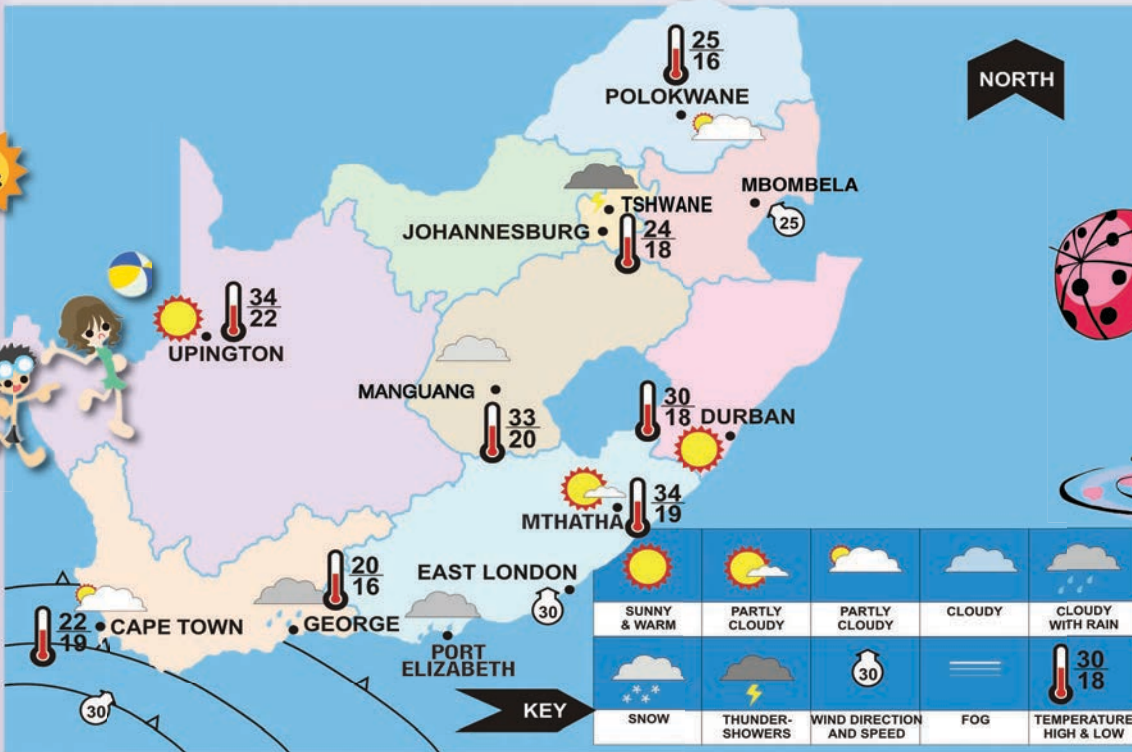 25
16
POLOKWANE
NORTH
MBOMBELA
25
TSHWANE
JOHANNESBURG
24
18
34
22
UPINGTON
MANGUANG
33
20
30
18
DURBAN
34
19
MTHATHA
20
16
EAST LONDON
30
22
19
CAPE TOWN
GEORGE
PORT
ELIZABETH
30
KEY
SUNNY
& WARM
PARTLY
CLOUDY
PARTLY
CLOUDY
CLOUDY
CLOUDY
WITH RAIN
30
30
18
SNOW
THUNDER-
SHOWERS
WIND DIRECTION
AND SPEED
FOG
TEMPERATURE
HIGH & LOW